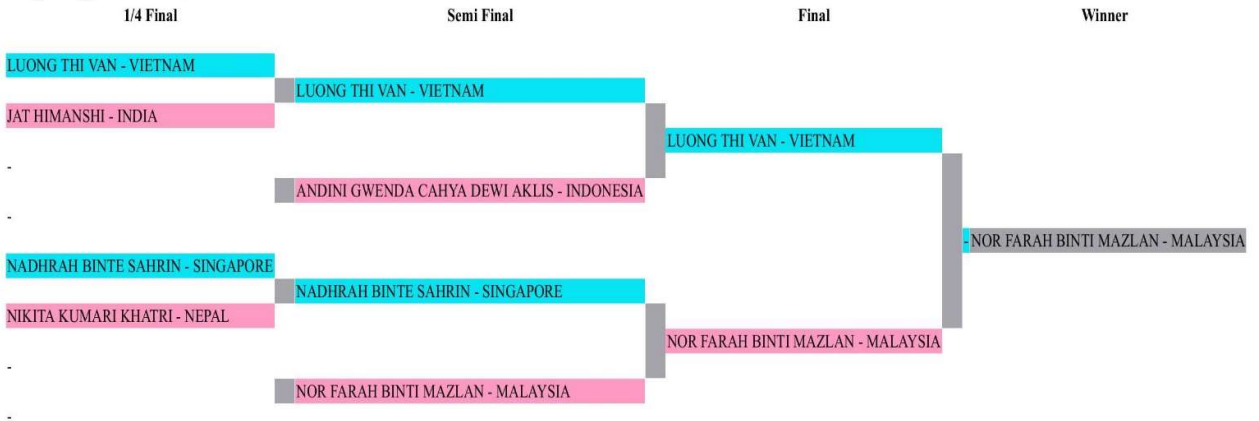 1/4 Final
Semi Final
Final
Winner
LUONG THI VAN - VIETNAM
JAT HIMANSHI - INDIA
-
-
NADHRAH BINTE SAHRIN - SINGAPORE
NIKITA KUMARI KHATRI - NEPAL
-
-
LUONG THI VAN - VIETNAM
ANDINI GWENDA CAHYA DEWI AKLIS - INDONESIA
NADHRAH BINTE SAHRIN - SINGAPORE
NOR FARAH BINTI MAZLAN - MALAYSIA
LUONG THI VAN - VIETNAM
NOR FARAH BINTI MAZLAN - MALAYSIA
- NOR FARAH BINTI MAZLAN - MALAYSIA